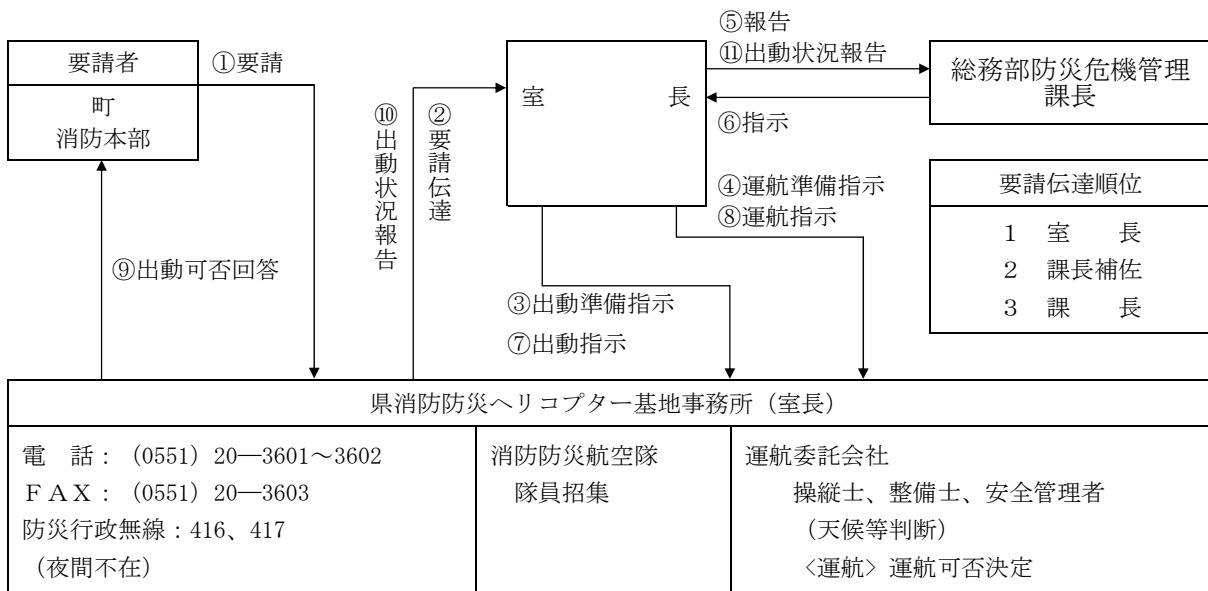 要請者
町
消防本部
①要請
⑨出動可否回答
⑩出動状況報告
②要請伝達
室　　　長
⑤報告
⑪出動状況報告
⑥指示
総務部防災危機管理
課長
④運航準備指示
⑧運航指示
③出動準備指示
⑦出動指示
要請伝達順位
１　室　　長
２　課長補佐
３　課　　長
県消防防災ヘリコプター基地事務所（室長）
電　話：（0551）20―3601～3602
ＦＡＸ：（0551）20―3603
防災行政無線：416、417
（夜間不在）
消防防災航空隊
隊員招集
運航委託会社
操縦士、整備士、安全管理者
（天候等判断）
＜運航＞運航可否決定